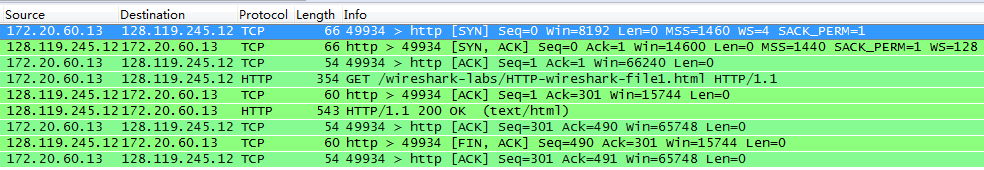 Source Destination Protocol Length Info
172.20.60.13 128.119.245.12 TCP 66 49934 > http [SYN] Seq=0 Win=8192 Len=0 MSS=1460 WS=4 SACK_PERM=1
128.119.245.12 172.20.60.13 TCP 66 http > 49934 [SYN, ACK] Seq=0 Ack=1 Win=14600 Len=0 MSS=1440 SACK_PERM=1 WS=128
172.20.60.13 128.119.245.12 TCP 54 49934 > http [ACK] Seq=1 Ack=1 Win=66240 Len=0
172.20.60.13 128.119.245.12 HTTP 354 GET /wireshark-labs/HTTP-wireshark-file1.html HTTP/1.1
128.119.245.12 172.20.60.13 TCP 60 http > 49934 [ACK] Seq=1 Ack=301 Win=15744 Len=0
128.119.245.12 172.20.60.13 HTTP 543 HTTP/1.1 200 OK (text/html)
172.20.60.13 128.119.245.12 TCP 54 49934 > http [ACK] Seq=301 Ack=490 Win=65748 Len=0
128.119.245.12 172.20.60.13 TCP 60 http > 49934 [FIN, ACK] Seq=490 Ack=301 Win=15744 Len=0
172.20.60.13 128.119.245.12 TCP 54 49934 > http [ACK] Seq=301 Ack=491 Win=65748 Len=0